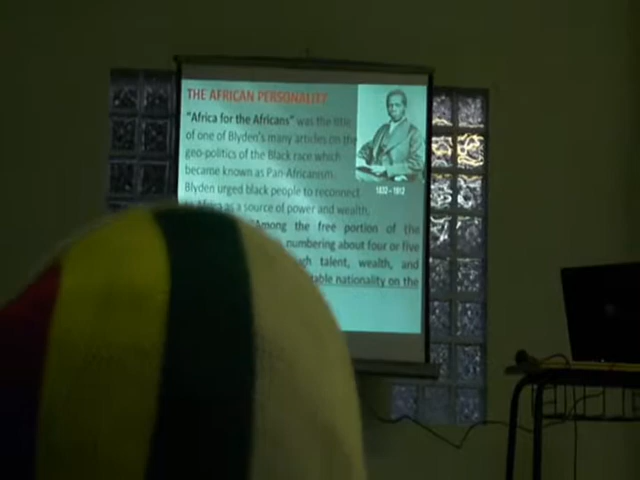 THE AFRICAN PERSONALITY
"Africa for the Africans" was the title
of one of Blyden's many articles on the
geo-politics of the Black race which
became known as Pan-Africanism.
Blyden urged black people to reconnect
to Africa as a source of power and wealth.
"Among the free portion of the
numbering about four or five
talent, wealth, and
nationality on the
1832 - 1912